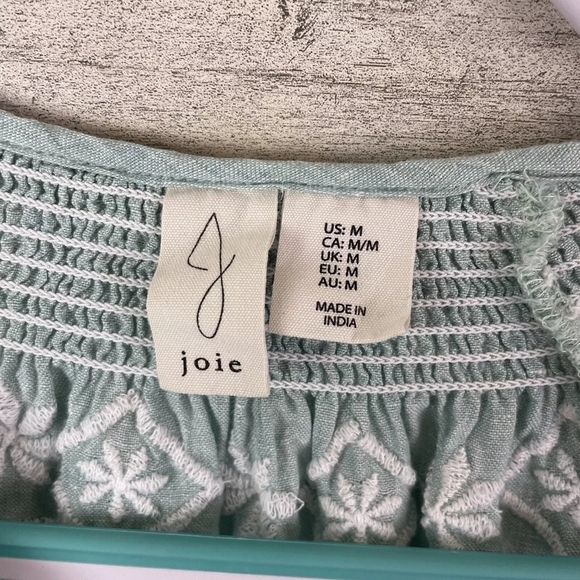 J
joie
US: M
CA: M/M
UK: M
EU: M
AU: M
MADE IN
INDIA